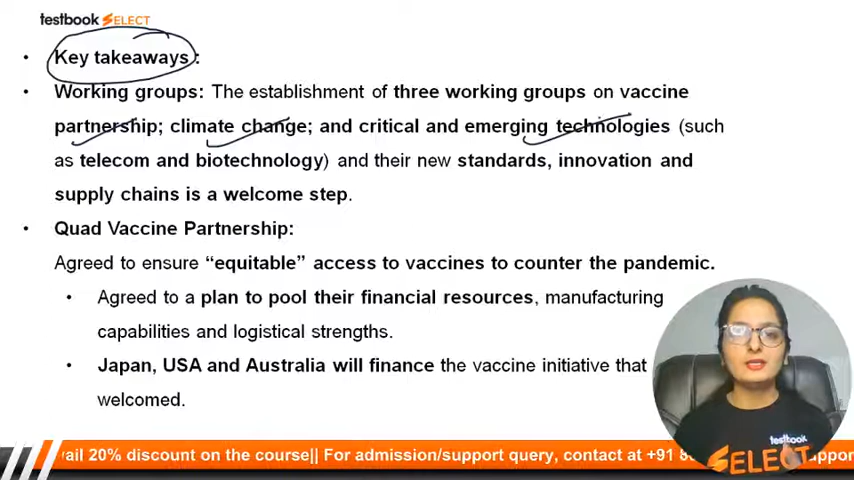 testbook SELECT
• Key takeaways :
• Working groups: The establishment of three working groups on vaccine
partnership; climate change; and critical and emerging technologies (such
as telecom and biotechnology) and their new standards, innovation and
supply chains is a welcome step.
• Quad Vaccine Partnership:
Agreed to ensure “equitable” access to vaccines to counter the pandemic.
• Agreed to a plan to pool their financial resources, manufacturing
capabilities and logistical strengths.
• Japan, USA and Australia will finance the vaccine initiative that
welcomed.
testbook
SELECT
20% discount on the course|| For admission/support query, contact at +91